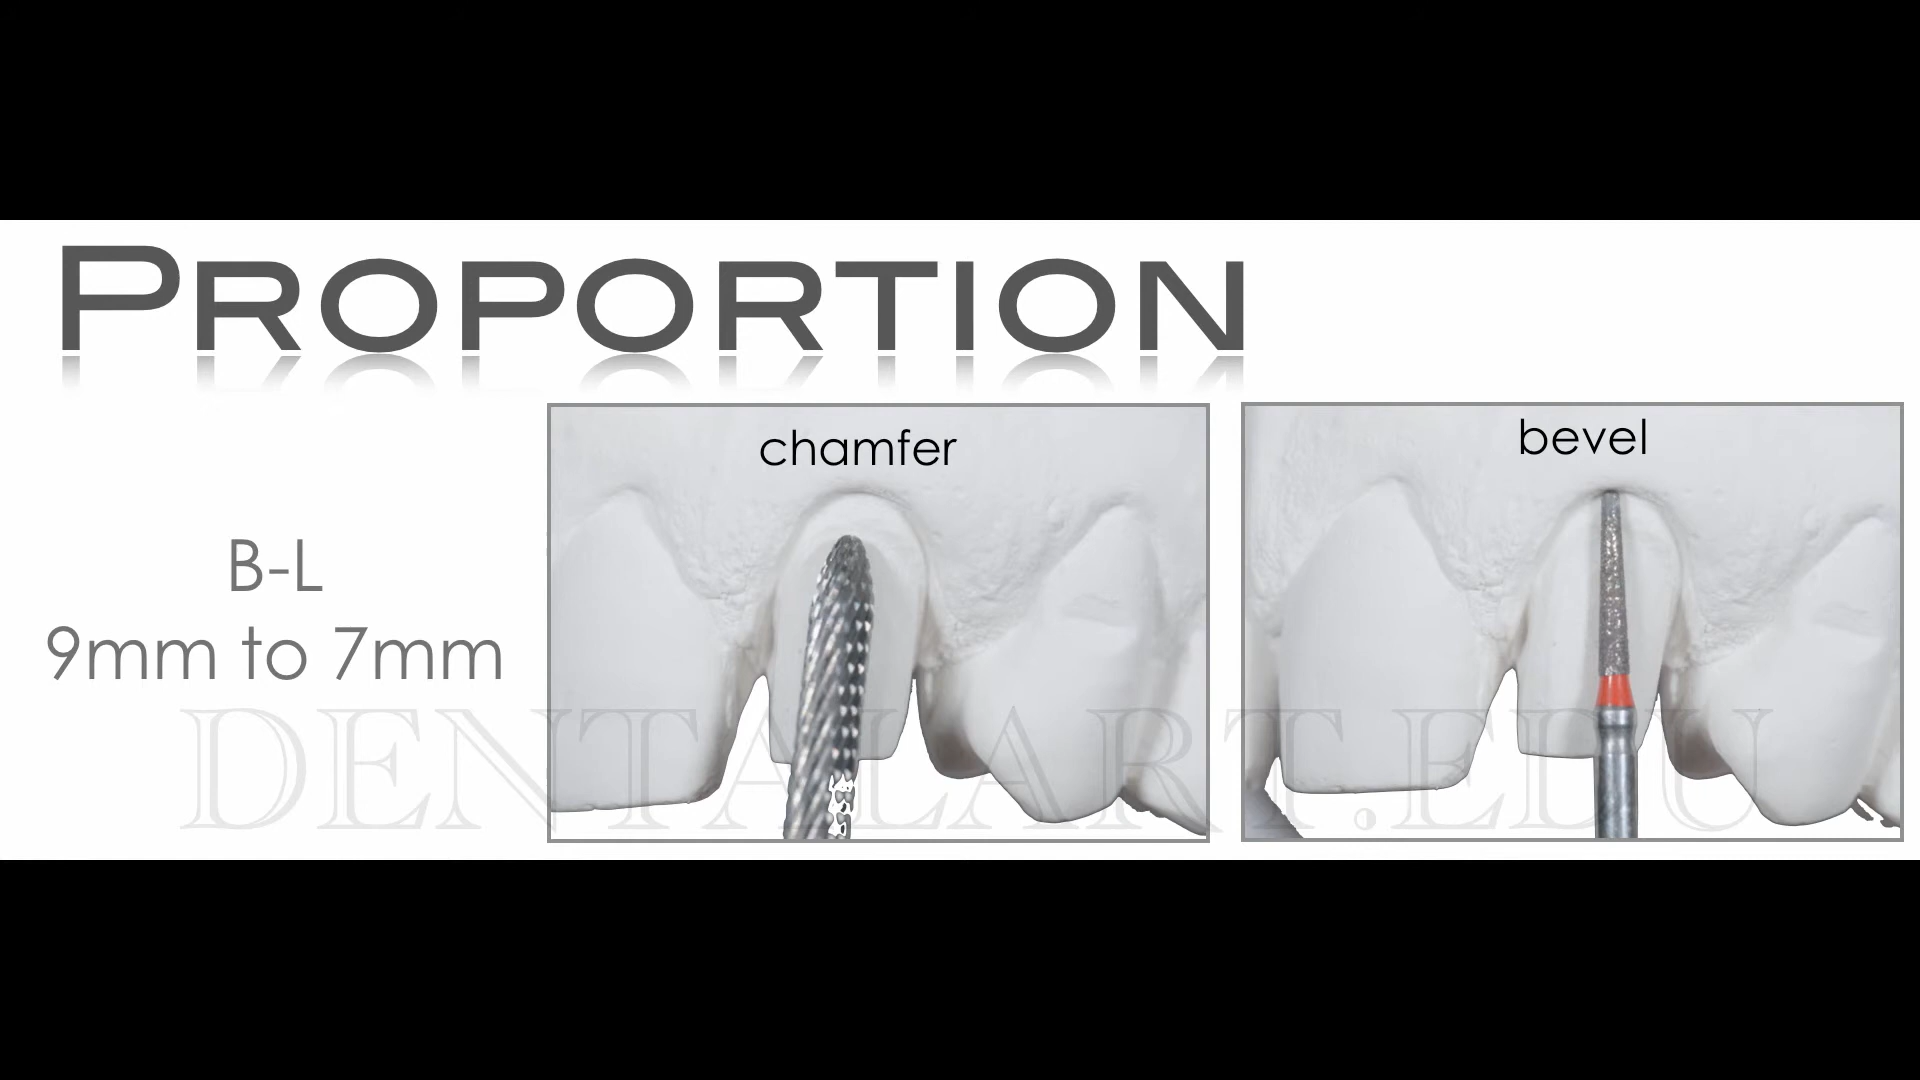 PROPORTION
chamfer
bevel
B-L
9mm to 7mm
DENTALART.EDU